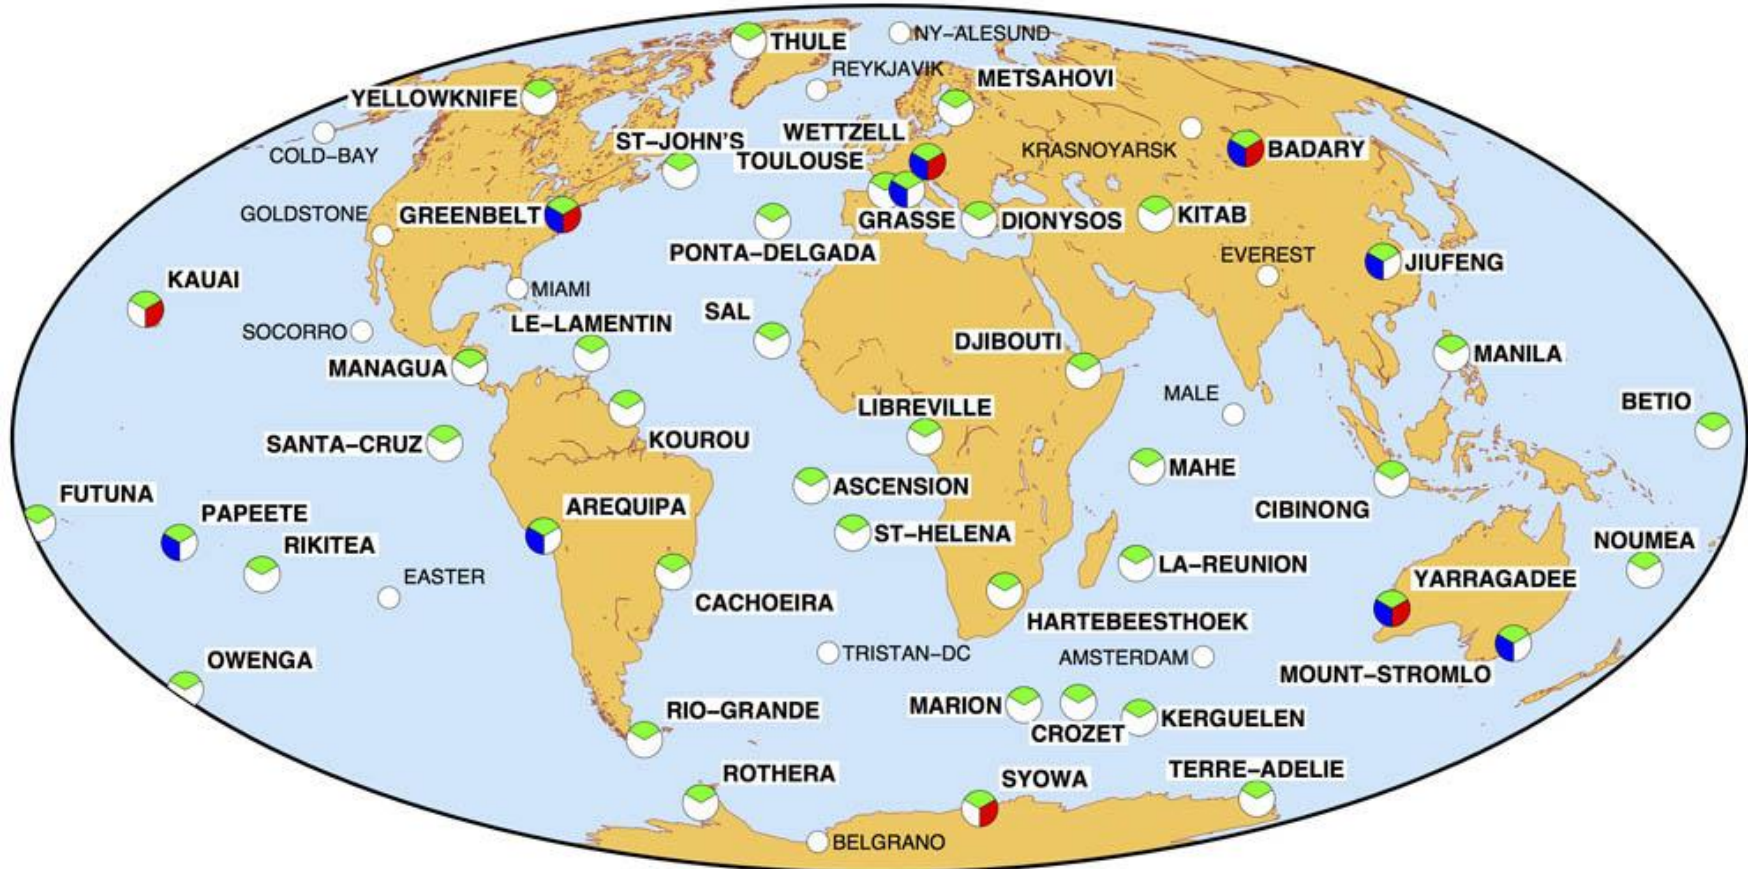 THULE
NY-ALESUND
REYKJAVIK
METSAHOVI
YELLOWKNIFE
COLD-BAY
ST-JOHN'S
WETTZELL
TOULOUSE
KRASNOYARSK
BADARY
GOLDSTONE
GREENBELT
GRASSE
DIONYSOS
KITAB
PONTA-DELGADA
EVEREST
JIUFENG
KAUAI
MIAMI
SAL
SOCORRO
LE-LAMENTIN
DJIBOUTI
MANILA
MANAGUA
MALE
BETIO
LIBREVILLE
SANTA-CRUZ
KOUROU
MAHE
FUTUNA
ASCENSION
CIBINONG
PAPEETE
AREQUIPA
ST-HELENA
NOUMEA
RIKITEA
LA-REUNION
EASTER
YARRAGADEE
CACHOEIRA
HARTEBEESTHOEK
OWENGA
TRISTAN-DC
AMSTERDAM
MOUNT-STROMLO
RIO-GRANDE
MARION
CROZET
KERGUELEN
ROTHERA
SYOWA
TERRE-ADELIE
BELGRANO